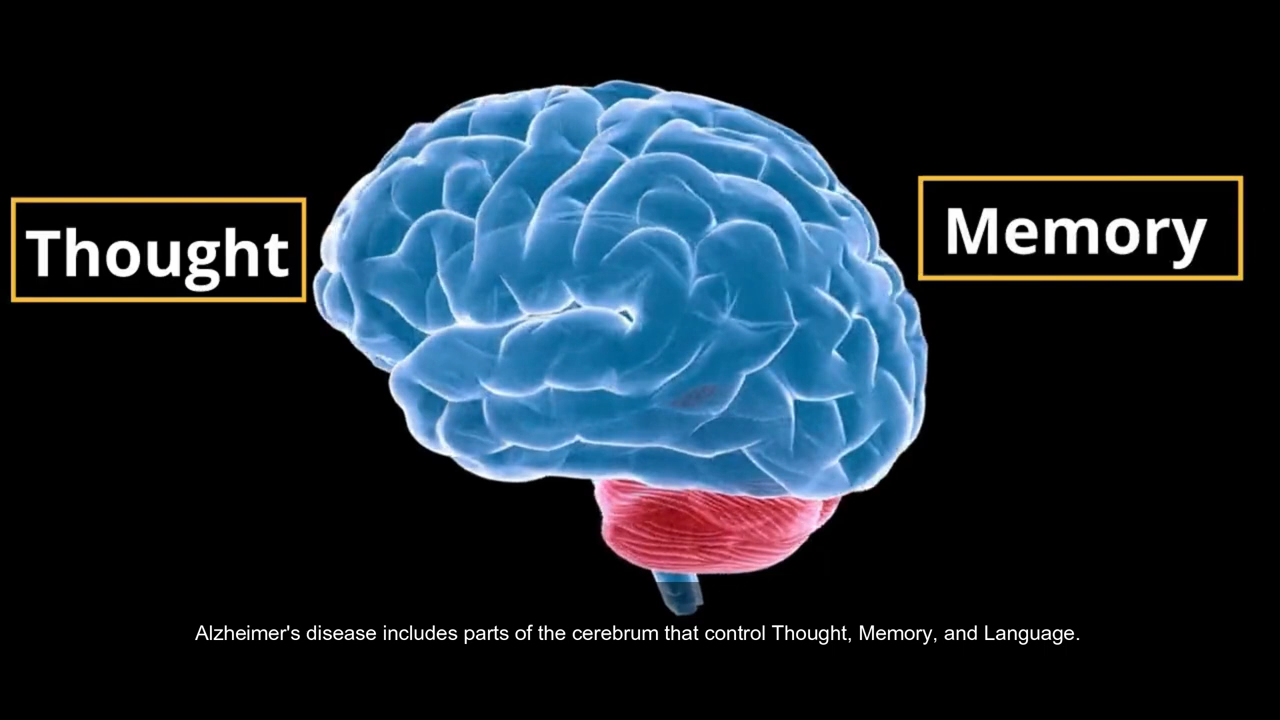 Thought
Memory
Alzheimer's disease includes parts of the cerebrum that control Thought, Memory, and Language.